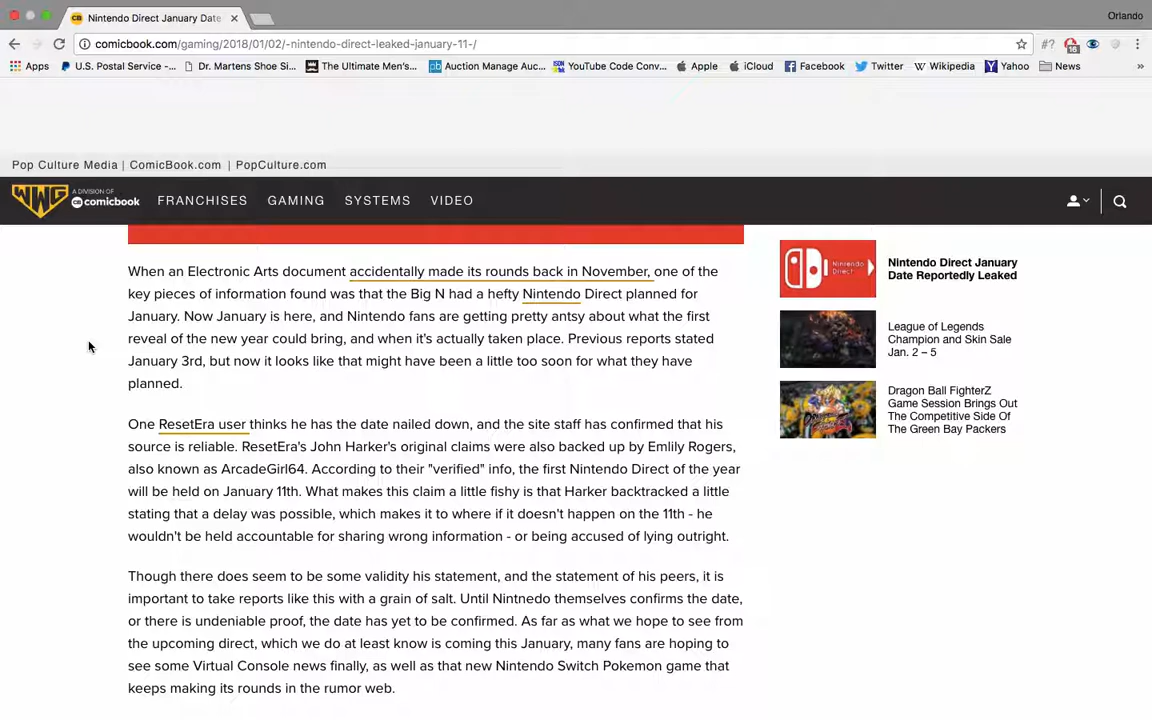 Nintendo Direct January Date
Orlando
comicbook.com/gaming/2018/01/02/-nintendo-direct-leaked-january-11-/
#?
16
Apps
U.S. Postal Service -...
Dr. Martens Shoe Si...
The Ultimate Men's...
Auction Manage Auc...
YouTube Code Conv...
Apple
iCloud
Facebook
Twitter
Wikipedia
Yahoo
News
»
Pop Culture Media | ComicBook.com | PopCulture.com
WWG
A DIVISION OF
CB comicbook
FRANCHISES
GAMING
SYSTEMS
VIDEO
When an Electronic Arts document accidentally made its rounds back in November, one of the
key pieces of information found was that the Big N had a hefty Nintendo Direct planned for
January. Now January is here, and Nintendo fans are getting pretty antsy about what the first
reveal of the new year could bring, and when it's actually taken place. Previous reports stated
January 3rd, but now it looks like that might have been a little too soon for what they have
planned.
One ResetEra user thinks he has the date nailed down, and the site staff has confirmed that his
source is reliable. ResetEra's John Harker's original claims were also backed up by Emlily Rogers,
also known as ArcadeGirl64. According to their "verified" info, the first Nintendo Direct of the year
will be held on January 11th. What makes this claim a little fishy is that Harker backtracked a little
stating that a delay was possible, which makes it to where if it doesn't happen on the 11th - he
wouldn't be held accountable for sharing wrong information - or being accused of lying outright.
Though there does seem to be some validity his statement, and the statement of his peers, it is
important to take reports like this with a grain of salt. Until Nintnedo themselves confirms the date,
or there is undeniable proof, the date has yet to be confirmed. As far as what we hope to see from
the upcoming direct, which we do at least know is coming this January, many fans are hoping to
see some Virtual Console news finally, as well as that new Nintendo Switch Pokemon game that
keeps making its rounds in the rumor web.
Nintendo
Direct
Nintendo Direct January
Date Reportedly Leaked
League of Legends
Champion and Skin Sale
Jan. 2 – 5
Dragon Ball FighterZ
Game Session Brings Out
The Competitive Side Of
The Green Bay Packers